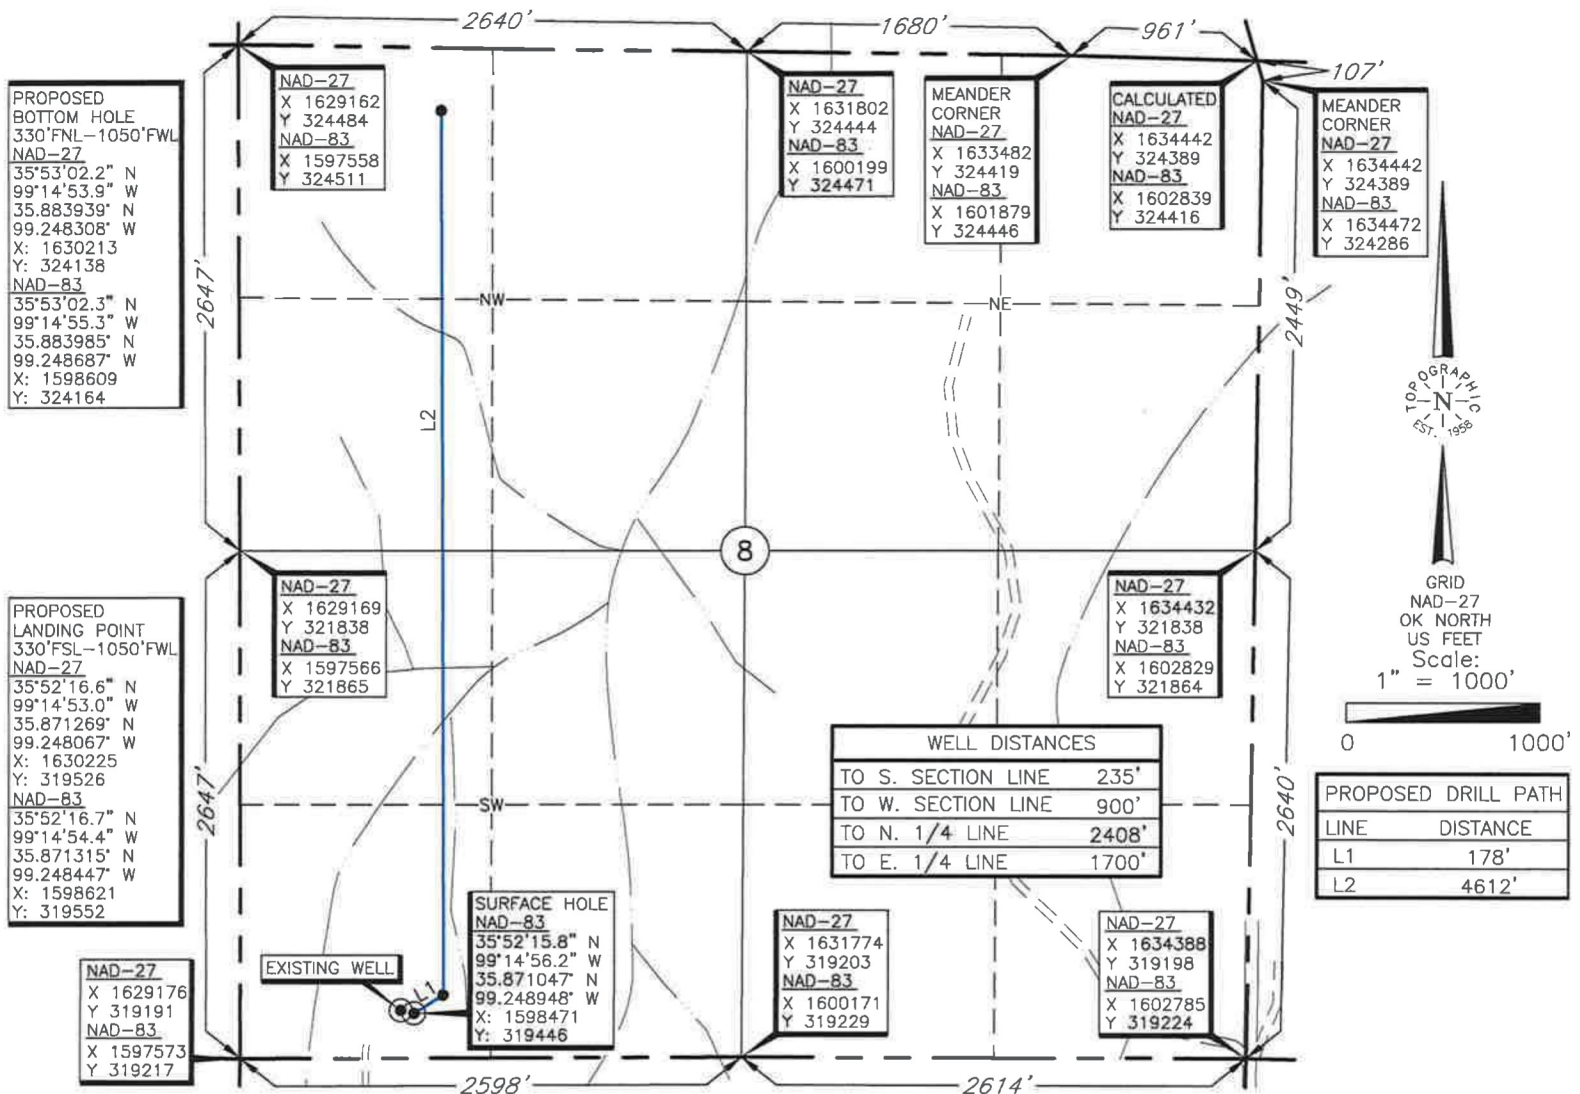 2640'
1680'
961'
107'
PROPOSED
BOTTOM HOLE
330'FNL-1050'FWL
NAD-27
35°53'02.2" N
99°14'53.9" W
35.883939° N
99.248308° W
X: 1630213
Y: 324138
NAD-83
35°53'02.3" N
99°14'55.3" W
35.883985° N
99.248687° W
X: 1598609
Y: 324164
NAD-27
X 1629162
Y 324484
NAD-83
X 1597558
Y 324511
NAD-27
X 1631802
Y 324444
NAD-83
X 1600199
Y 324471
MEANDER
CORNER
NAD-27
X 1633482
Y 324419
NAD-83
X 1601879
Y 324446
CALCULATED
NAD-27
X 1634442
Y 324389
NAD-83
X 1602839
Y 324416
MEANDER
CORNER
NAD-27
X 1634442
Y 324389
NAD-83
X 1634472
Y 324286
2647'
NW
NE
2449'
L2
TOPOGRAPHIC
N
EST. 1958
8
GRID
NAD-27
OK NORTH
US FEET
Scale:
1" = 1000'
0 1000'
PROPOSED
LANDING POINT
330'FSL-1050'FWL
NAD-27
35°52'16.6" N
99°14'53.0" W
35.871269° N
99.248067° W
X: 1630225
Y: 319526
NAD-83
35°52'16.7" N
99°14'54.4" W
35.871315° N
99.248447° W
X: 1598621
Y: 319552
NAD-27
X 1629169
Y 321838
NAD-83
X 1597566
Y 321865
NAD-27
X 1634432
Y 321838
NAD-83
X 1602829
Y 321864
2647'
SW
2640'
WELL DISTANCES
TO S. SECTION LINE 235'
TO W. SECTION LINE 900'
TO N. 1/4 LINE 2408'
TO E. 1/4 LINE 1700'
PROPOSED DRILL PATH
LINE DISTANCE
L1 178'
L2 4612'
NAD-27
X 1629176
Y 319191
NAD-83
X 1597573
Y 319217
EXISTING WELL
L1
SURFACE HOLE
NAD-83
35°52'15.8" N
99°14'56.2" W
35.871047° N
99.248948° W
X: 1598471
Y: 319446
NAD-27
X 1631774
Y 319203
NAD-83
X 1600171
Y 319229
NAD-27
X 1634388
Y 319198
NAD-83
X 1602785
Y 319224
2598'
2614'